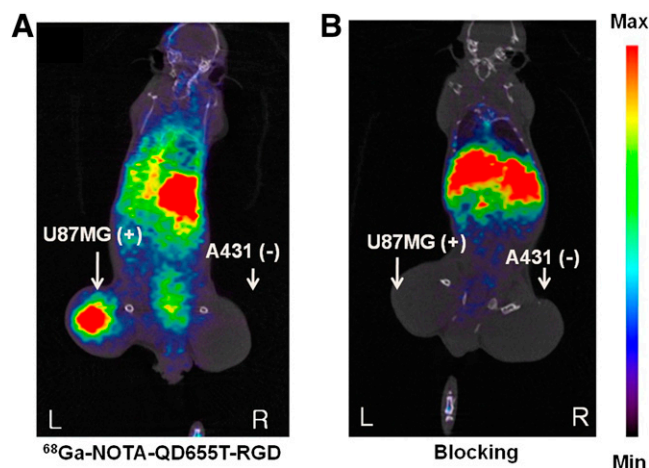 A
B
Max
U87MG (+)
A431 (-)
U87MG (+)
A431 (-)
L
R
L
R
⁶⁸Ga-NOTA-QD655T-RGD
Blocking
Min